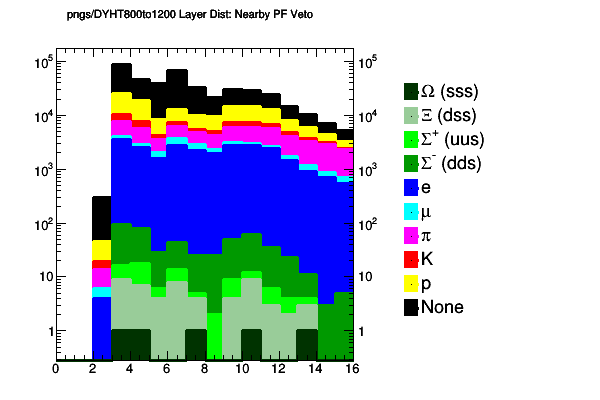 pngs/DYHT800to1200 Layer Dist: Nearby PF Veto
10⁵ 10⁵
10⁴ 10⁴
10³ 10³
10² 10²
10 10
1 1
0 2 4 6 8 10 12 14 16
Ω (sss)
Ξ (dss)
Σ⁺ (uus)
Σ⁻ (dds)
e
μ
π
K
p
None